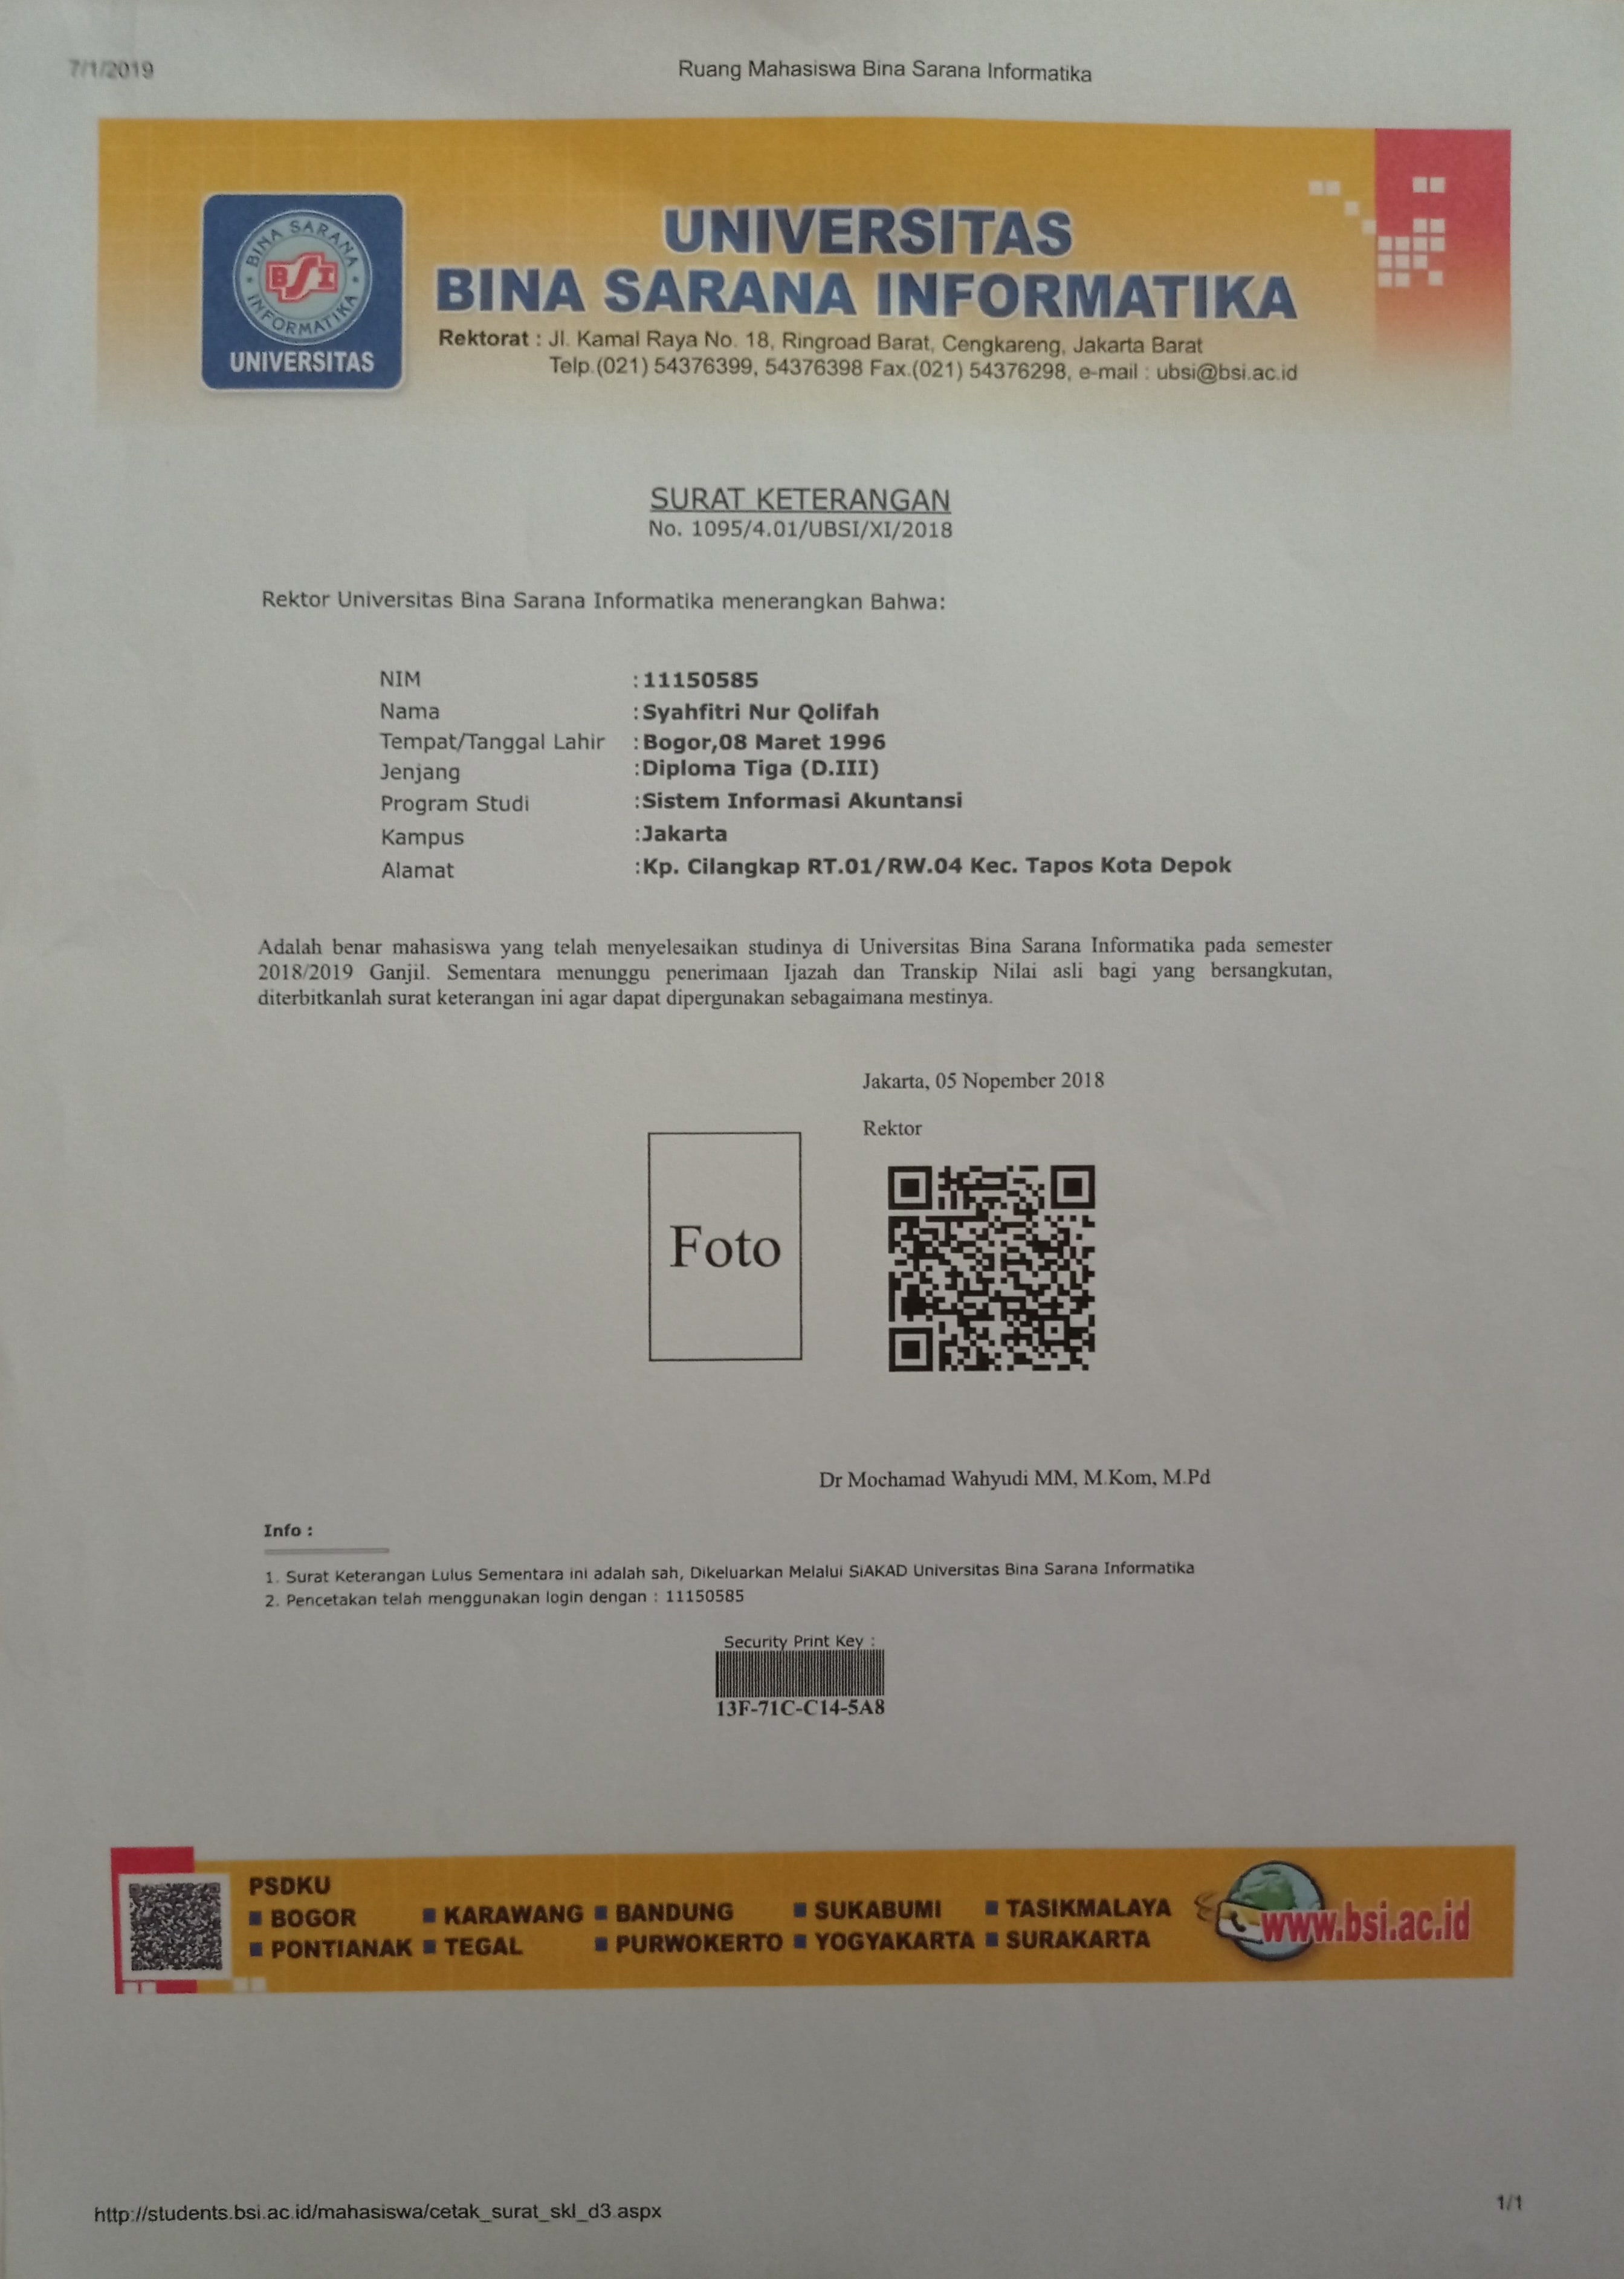 7/1/2019
Ruang Mahasiswa Bina Sarana Informatika
BINA SARANA
BSI
INFORMATIKA
UNIVERSITAS
UNIVERSITAS
BINA SARANA INFORMATIKA
Rektorat : Jl. Kamal Raya No. 18, Ringroad Barat, Cengkareng, Jakarta Barat
Telp.(021) 54376399, 54376398 Fax.(021) 54376298, e-mail : ubsi@bsi.ac.id
SURAT KETERANGAN
No. 1095/4.01/UBSI/XI/2018
Rektor Universitas Bina Sarana Informatika menerangkan Bahwa:
NIM : 11150585
Nama : Syahfitri Nur Qolifah
Tempat/Tanggal Lahir : Bogor,08 Maret 1996
Jenjang : Diploma Tiga (D.III)
Program Studi : Sistem Informasi Akuntansi
Kampus : Jakarta
Alamat : Kp. Cilangkap RT.01/RW.04 Kec. Tapos Kota Depok
Adalah benar mahasiswa yang telah menyelesaikan studinya di Universitas Bina Sarana Informatika pada semester
2018/2019 Ganjil. Sementara menunggu penerimaan Ijazah dan Transkip Nilai asli bagi yang bersangkutan,
diterbitkanlah surat keterangan ini agar dapat dipergunakan sebagaimana mestinya.
Jakarta, 05 Nopember 2018
Rektor
Foto
Dr Mochamad Wahyudi MM, M.Kom, M.Pd
Info :
1. Surat Keterangan Lulus Sementara ini adalah sah, Dikeluarkan Melalui SiAKAD Universitas Bina Sarana Informatika
2. Pencetakan telah menggunakan login dengan : 11150585
Security Print Key :
13F-71C-C14-5A8
PSDKU
BOGOR KARAWANG BANDUNG SUKABUMI TASIKMALAYA
PONTIANAK TEGAL PURWOKERTO YOGYAKARTA SURAKARTA
www.bsi.ac.id
http://students.bsi.ac.id/mahasiswa/cetak_surat_skl_d3.aspx
1/1